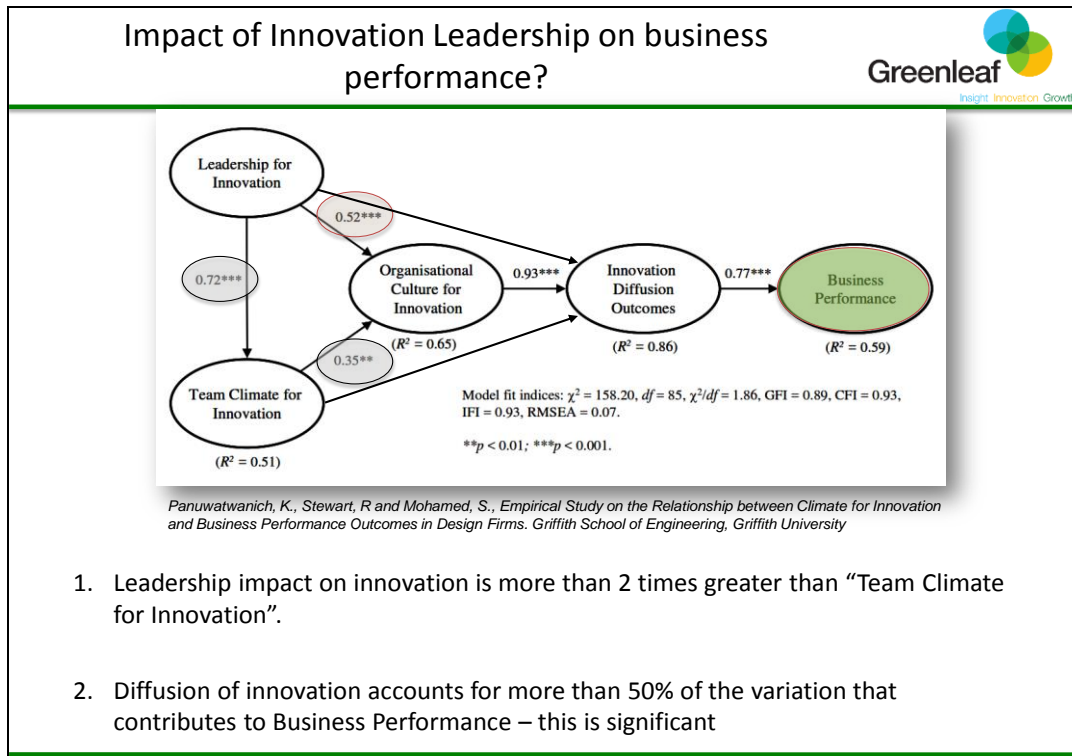 Impact of Innovation Leadership on business
performance?
Greenleaf
Insight Innovation Growth
Leadership for
Innovation
0.52***
0.72***
Organisational
Culture for
Innovation
(R² = 0.65)
0.93***
Innovation
Diffusion
Outcomes
(R² = 0.86)
0.77***
Business
Performance
(R² = 0.59)
0.35**
Team Climate for
Innovation
(R² = 0.51)
Model fit indices: χ² = 158.20, df = 85, χ²/df = 1.86, GFI = 0.89, CFI = 0.93,
IFI = 0.93, RMSEA = 0.07.
**p < 0.01; ***p < 0.001.
Panuwatwanich, K., Stewart, R and Mohamed, S., Empirical Study on the Relationship between Climate for Innovation
and Business Performance Outcomes in Design Firms. Griffith School of Engineering, Griffith University
1. Leadership impact on innovation is more than 2 times greater than “Team Climate
for Innovation”.
2. Diffusion of innovation accounts for more than 50% of the variation that
contributes to Business Performance – this is significant